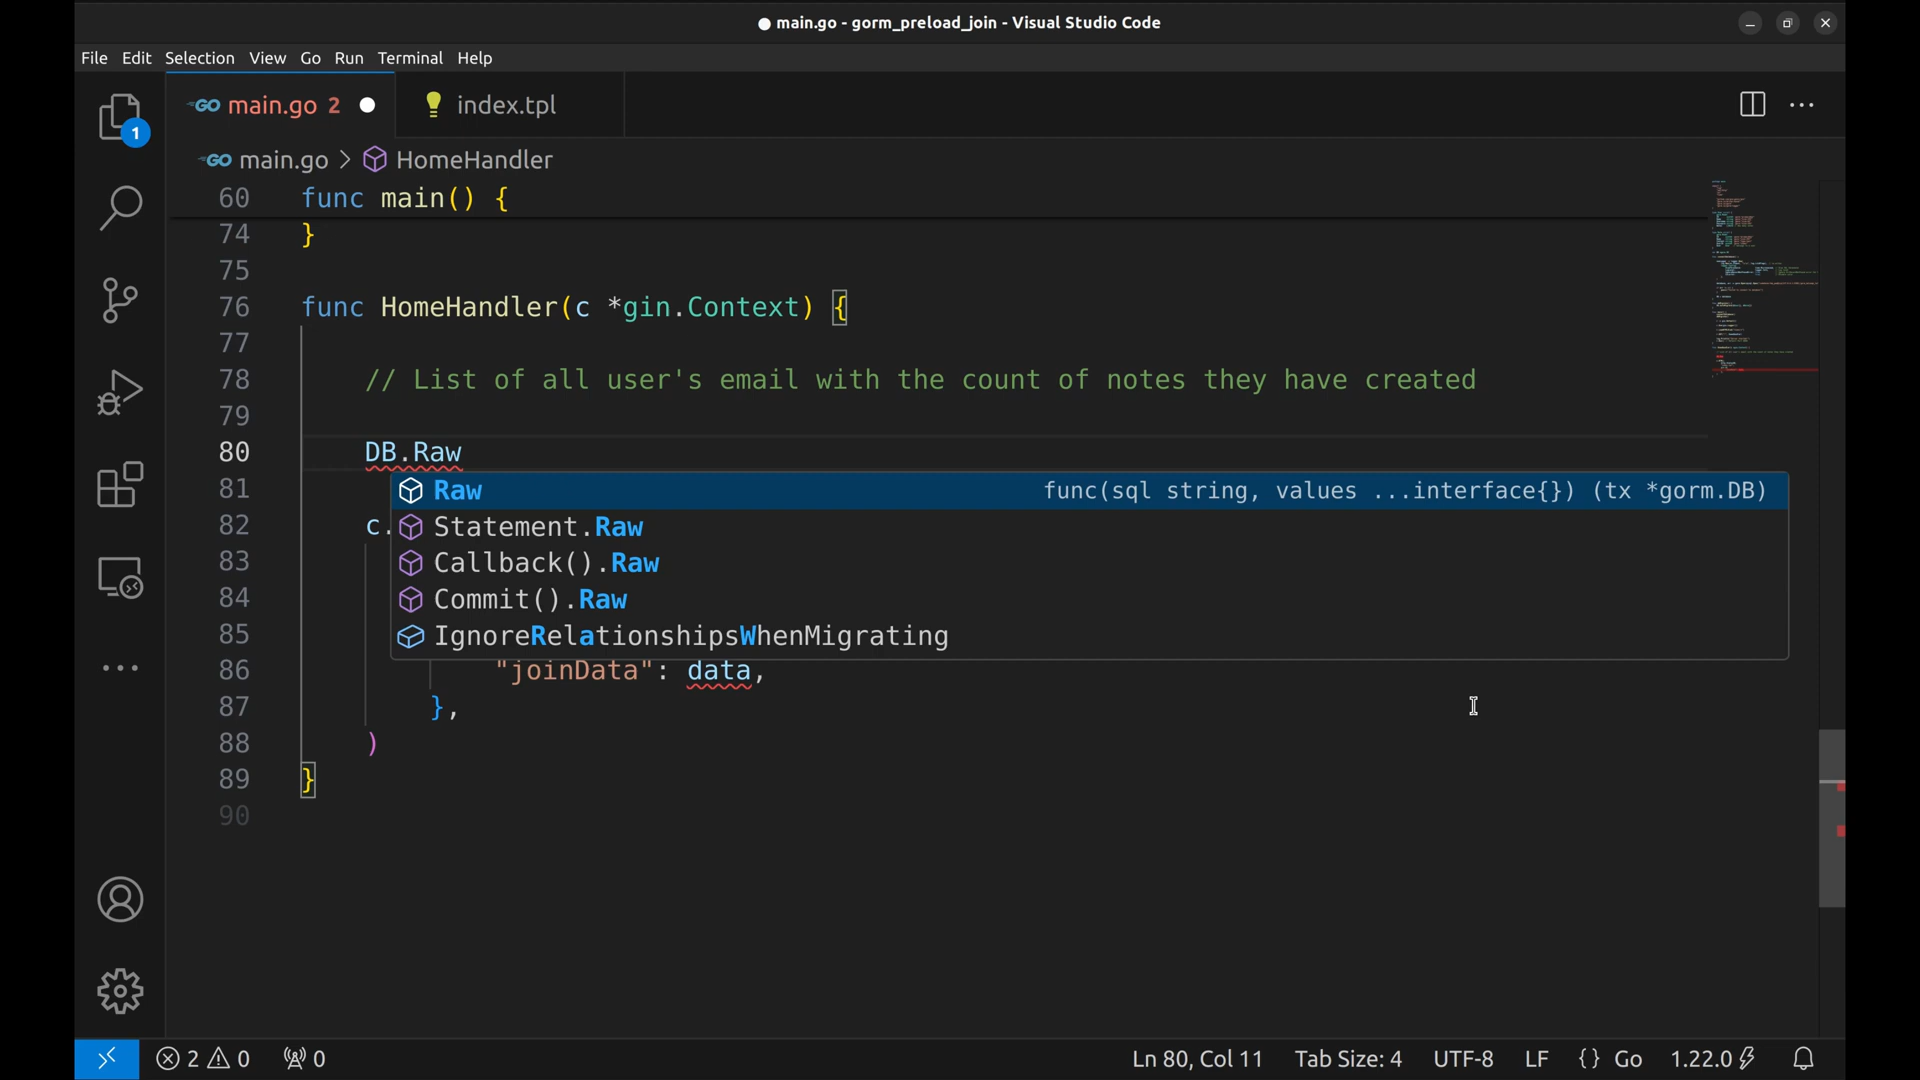 main.go - gorm_preload_join - Visual Studio Code
File Edit Selection View Go Run Terminal Help
GO main.go 2 index.tpl
1
GO main.go > HomeHandler
60 func main() {
74 }
75
76 func HomeHandler(c *gin.Context) {
77
78 // List of all user's email with the count of notes they have created
79
80 DB.Raw
81 Raw func(sql string, values ...interface{}) (tx *gorm.DB)
82 c. Statement.Raw
83 Callback().Raw
84 Commit().Raw
85 IgnoreRelationshipsWhenMigrating
86 "joinData": data,
87 },
88 )
89 }
90
2 0 0 Ln 80, Col 11 Tab Size: 4 UTF-8 LF {} Go 1.22.0